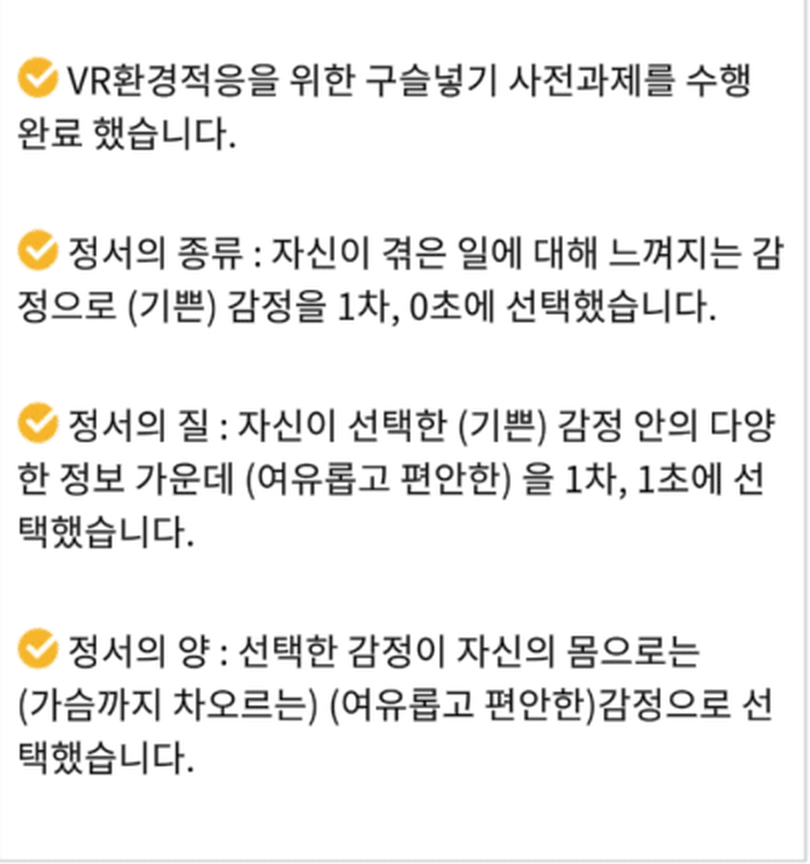 VR환경적응을 위한 구슬넣기 사전과제를 수행
완료 했습니다.
정서의 종류 : 자신이 겪은 일에 대해 느껴지는 감
정으로 (기쁜) 감정을 1차, 0초에 선택했습니다.
정서의 질 : 자신이 선택한 (기쁜) 감정 안의 다양
한 정보 가운데 (여유롭고 편안한) 을 1차, 1초에 선
택했습니다.
정서의 양 : 선택한 감정이 자신의 몸으로는
(가슴까지 차오르는) (여유롭고 편안한)감정으로 선
택했습니다.